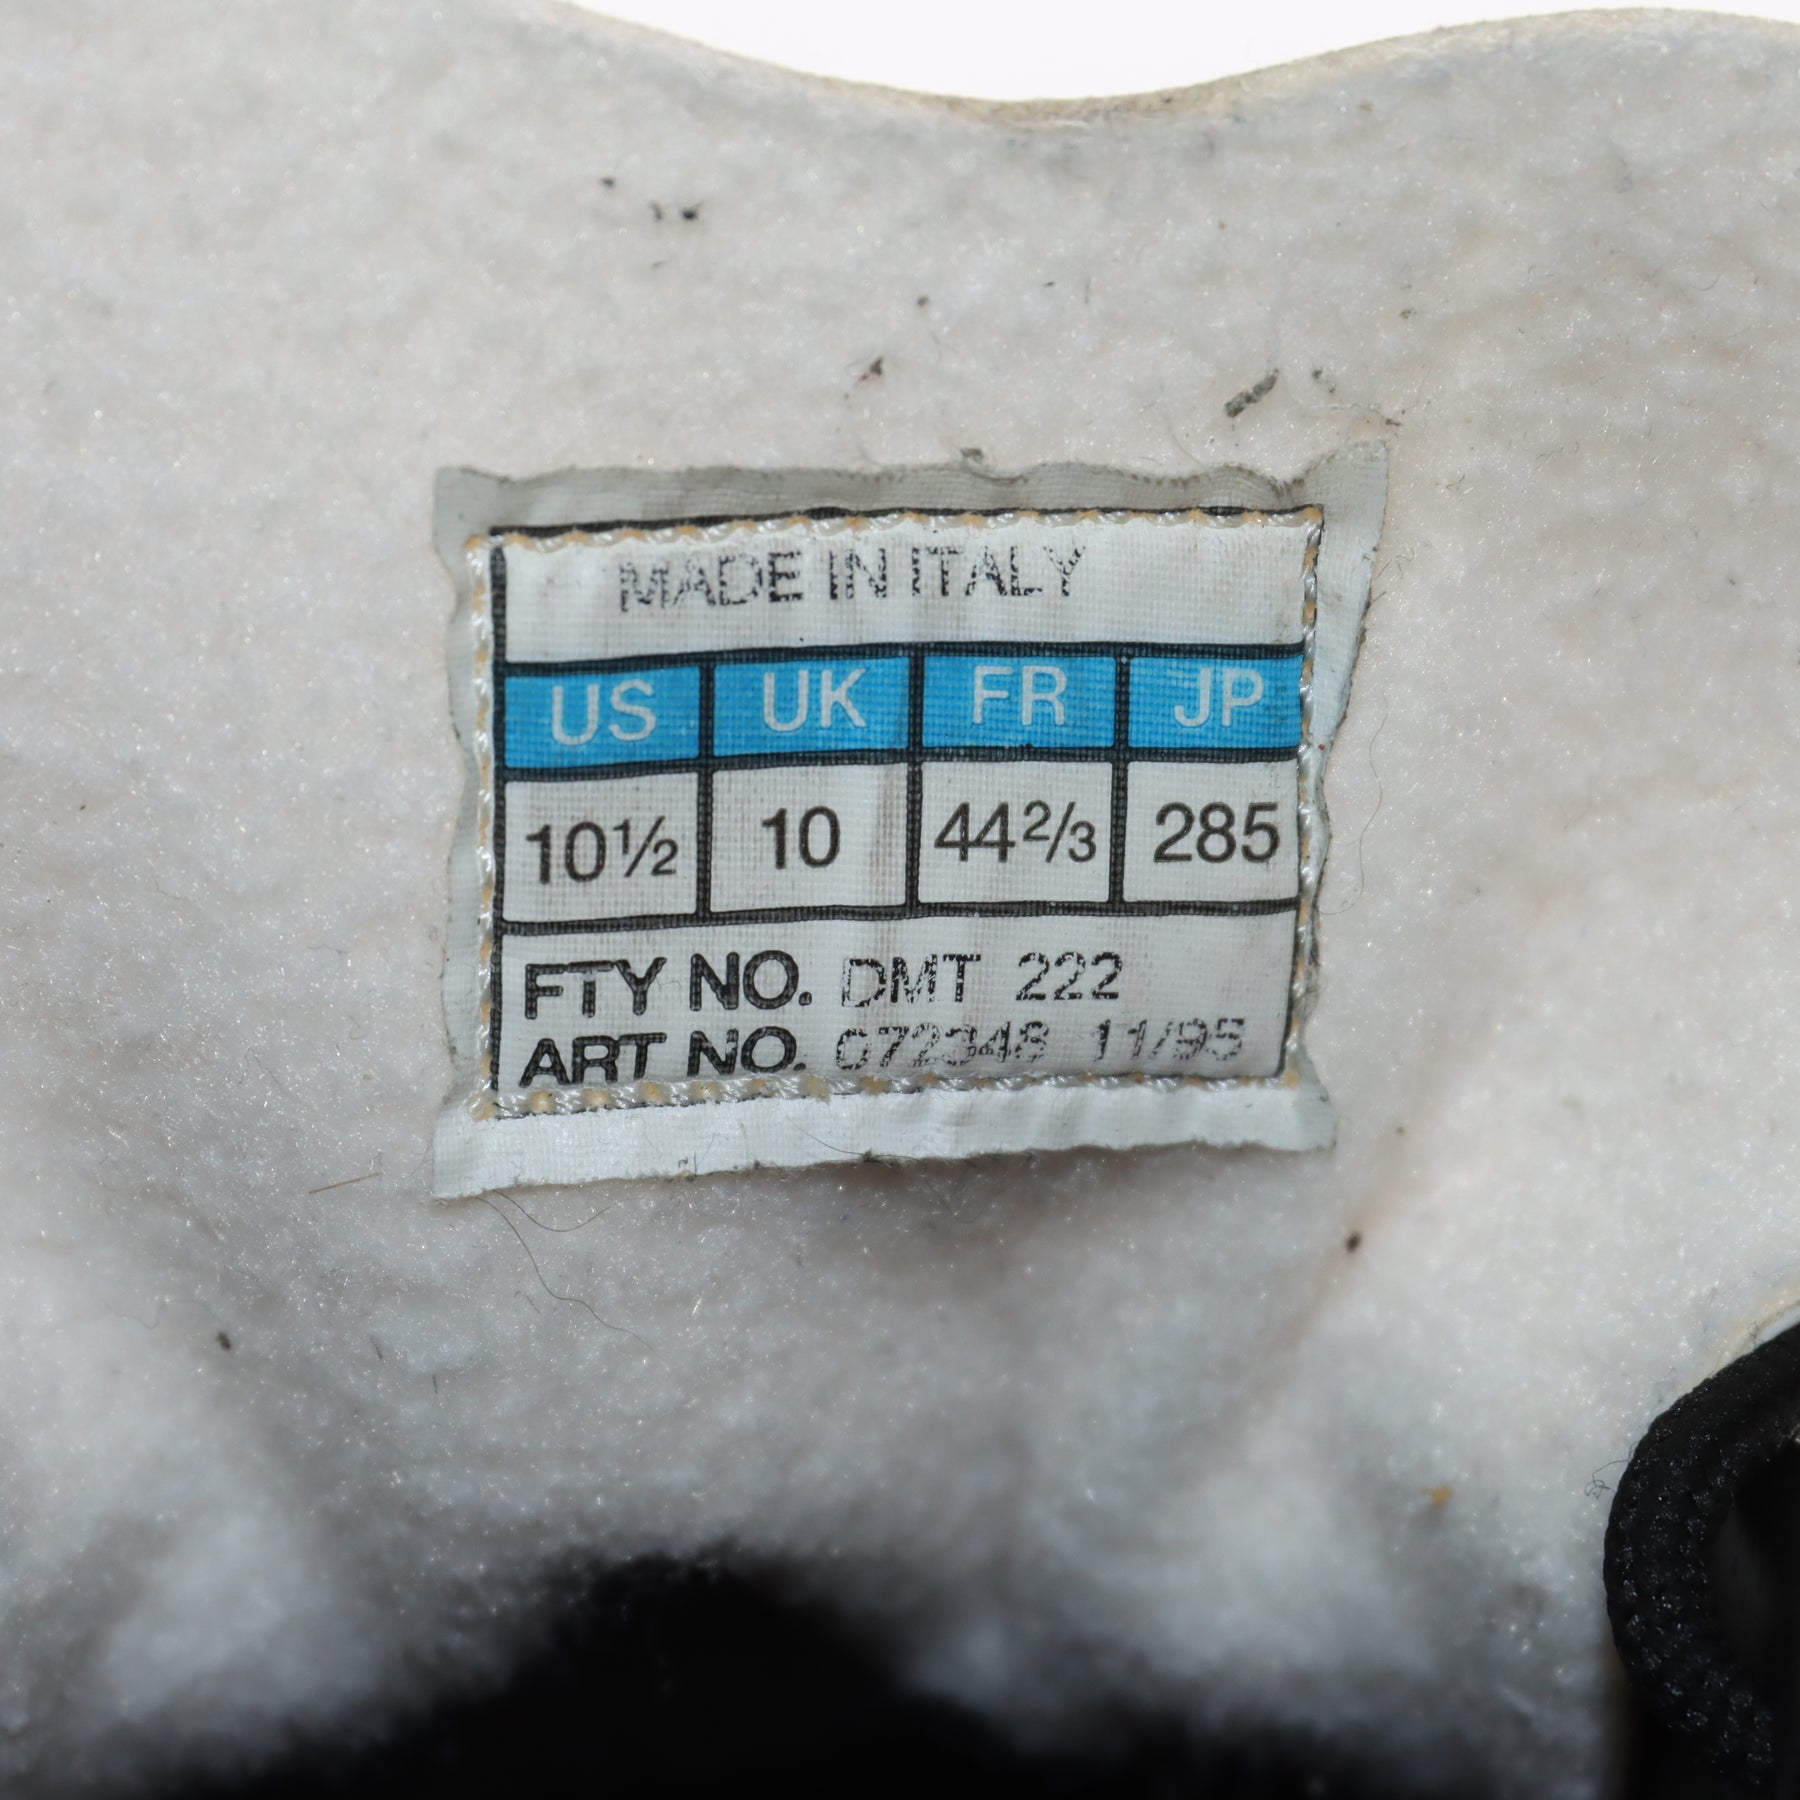 MADE IN ITALY
US UK FR JP
10½ 10 44⅔ 285
FTY NO. DMT 222
ART NO. 072348 11/95